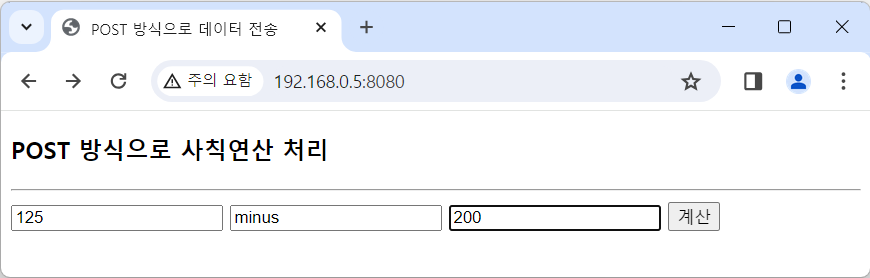 POST 방식으로 데이터 전송
주의 요함 192.168.0.5:8080
POST 방식으로 사칙연산 처리
125 minus 200 계산